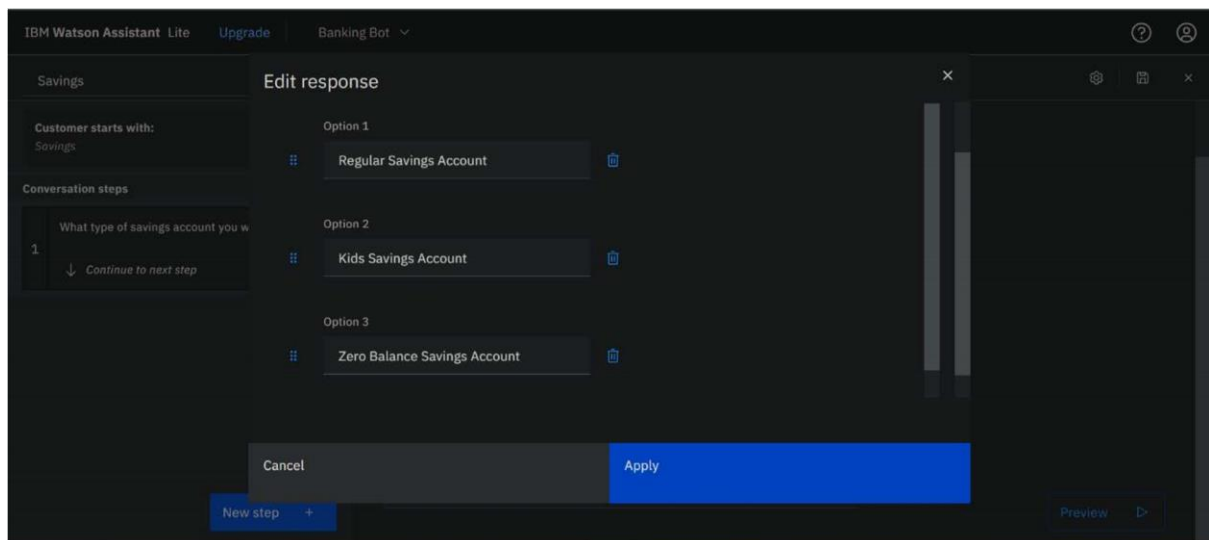 IBM Watson Assistant Lite Upgrade Banking Bot
Savings
Edit response
Customer starts with:
Savings
Conversation steps
1
What type of savings account you w
Continue to next step
Option 1
Regular Savings Account
Option 2
Kids Savings Account
Option 3
Zero Balance Savings Account
Cancel
Apply
New step +
Preview